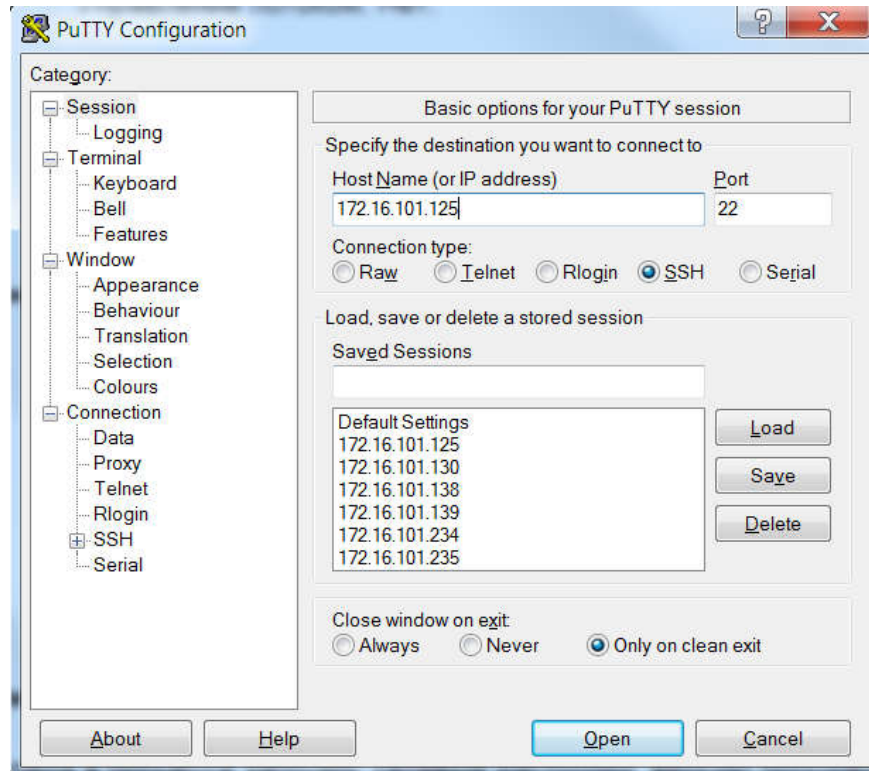 PuTTY Configuration
Category:
Session
Logging
Terminal
Keyboard
Bell
Features
Window
Appearance
Behaviour
Translation
Selection
Colours
Connection
Data
Proxy
Telnet
Rlogin
SSH
Serial
Basic options for your PuTTY session
Specify the destination you want to connect to
Host Name (or IP address) Port
172.16.101.125 22
Connection type:
Raw Telnet Rlogin SSH Serial
Load, save or delete a stored session
Saved Sessions
Default Settings
172.16.101.125
172.16.101.130
172.16.101.138
172.16.101.139
172.16.101.234
172.16.101.235
Load
Save
Delete
Close window on exit:
Always Never Only on clean exit
About Help Open Cancel